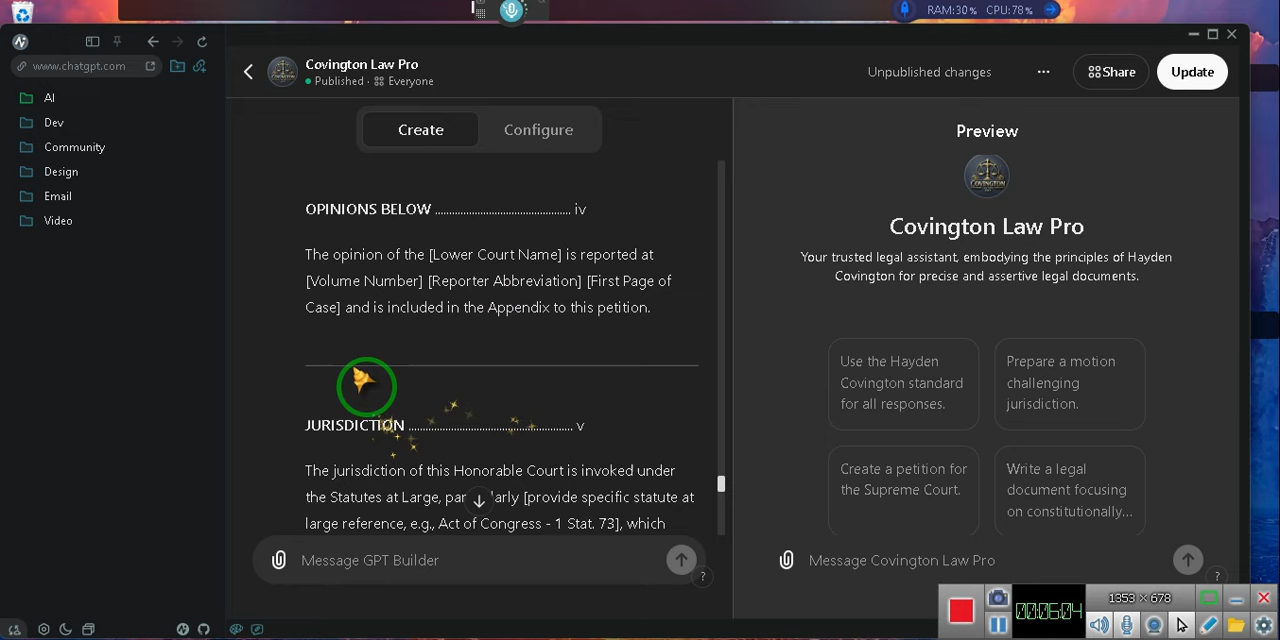 RAM:30% CPU:78%
www.chatgpt.com
AI
Dev
Community
Design
Email
Video
Covington Law Pro
Published · Everyone
Unpublished changes
Share
Update
Create
Configure
OPINIONS BELOW ................................................ iv
The opinion of the [Lower Court Name] is reported at
[Volume Number] [Reporter Abbreviation] [First Page of
Case] and is included in the Appendix to this petition.
JURISDICTION .......................................................... v
The jurisdiction of this Honorable Court is invoked under
the Statutes at Large, particularly [provide specific statute at
large reference, e.g., Act of Congress - 1 Stat. 73], which
Message GPT Builder
?
Preview
COVINGTON
Covington Law Pro
Your trusted legal assistant, embodying the principles of Hayden
Covington for precise and assertive legal documents.
Use the Hayden
Covington standard
for all responses.
Prepare a motion
challenging
jurisdiction.
Create a petition for
the Supreme Court.
Write a legal
document focusing
on constitutionally...
Message Covington Law Pro
?
00:06:04
1353 × 678